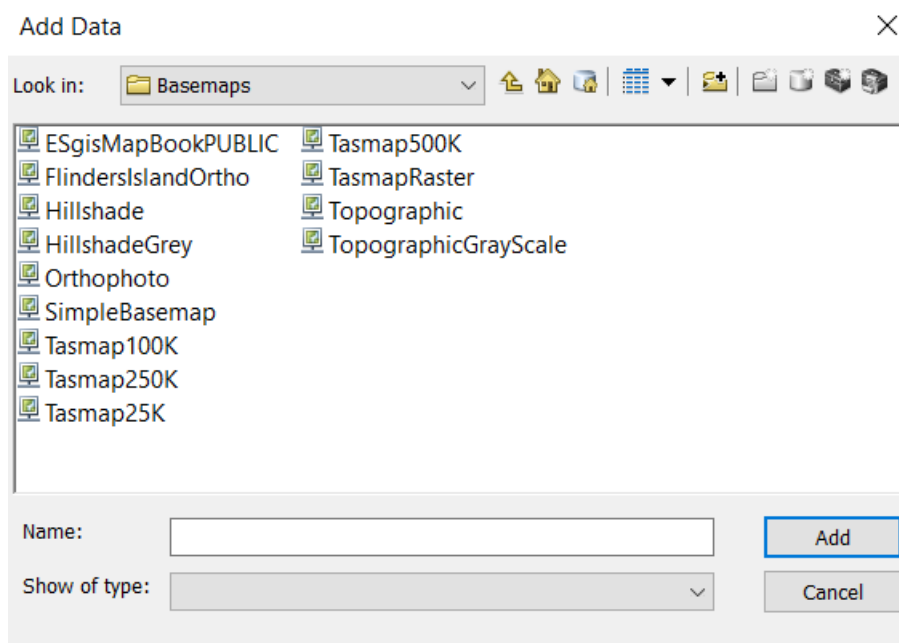 Add Data
Look in: Basemaps
ESgisMapBookPUBLIC
FlindersIslandOrtho
Hillshade
HillshadeGrey
Orthophoto
SimpleBasemap
Tasmap100K
Tasmap250K
Tasmap25K
Tasmap500K
TasmapRaster
Topographic
TopographicGrayScale
Name:
Add
Show of type:
Cancel